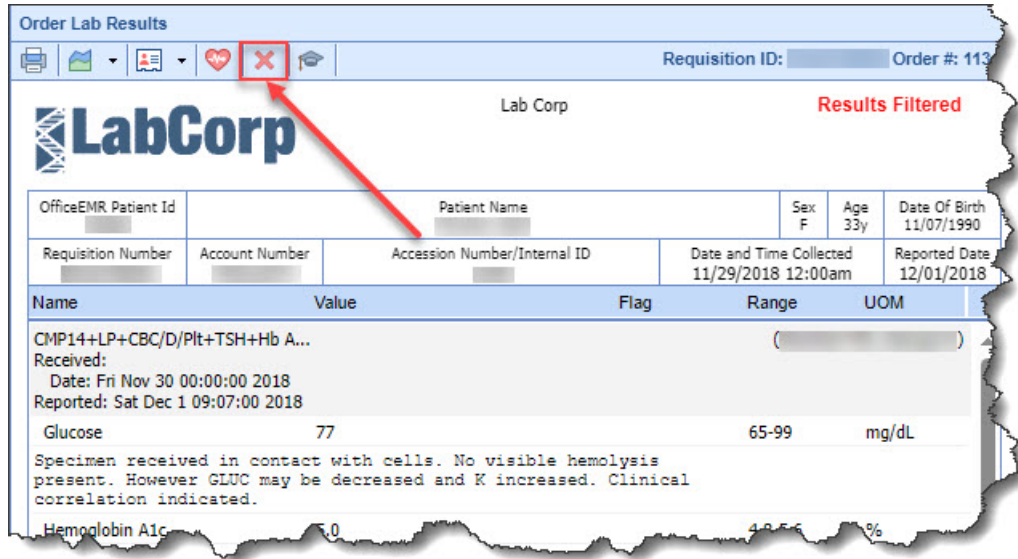 Order Lab Results
Requisition ID: Order #: 113
LabCorp
Lab Corp
Results Filtered
OfficeEMR Patient Id Patient Name Sex Age Date Of Birth
F 33y 11/07/1990
Requisition Number Account Number Accession Number/Internal ID Date and Time Collected Reported Date
11/29/2018 12:00am 12/01/2018
Name Value Flag Range UOM
CMP14+LP+CBC/D/Plt+TSH+Hb A... ( )
Received:
Date: Fri Nov 30 00:00:00 2018
Reported: Sat Dec 1 09:07:00 2018
Glucose 77 65-99 mg/dL
Specimen received in contact with cells. No visible hemolysis
present. However GLUC may be decreased and K increased. Clinical
correlation indicated.
Hemoglobin A1c %